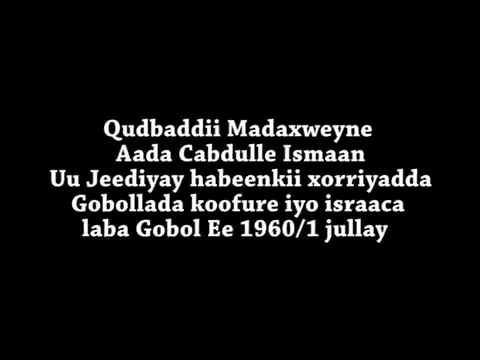 Qudbaddii Madaxweyne
Aada Cabdulle Ismaan
Uu Jeediyay habeenkii xorriyadda
Gobollada koofure iyo israaca
laba Gobol Ee 1960/1 jullay